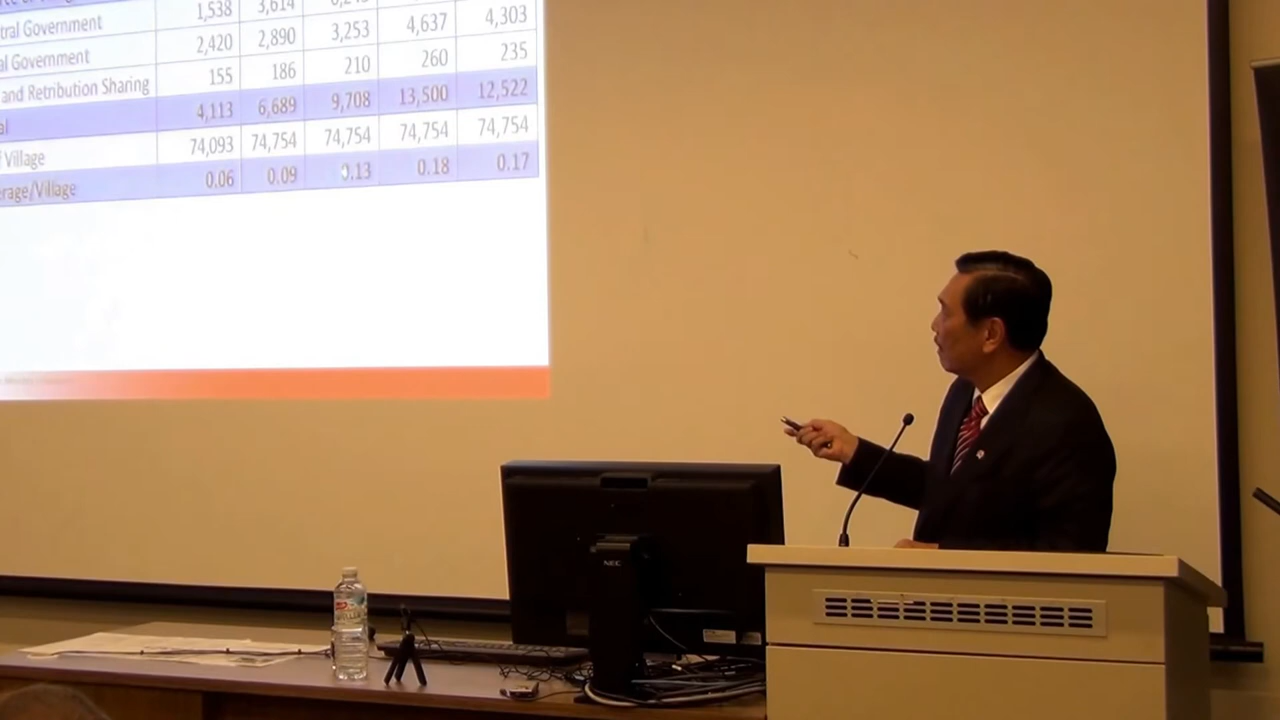 1,538 3,614
tral Government 2,420 2,890 3,253 4,637 4,303
al Government 155 186 210 260 235
and Retribution Sharing
al 4,113 6,689 9,708 13,500 12,522
Village 74,093 74,754 74,754 74,754 74,754
erage/Village 0.06 0.09 0.13 0.18 0.17
NEC